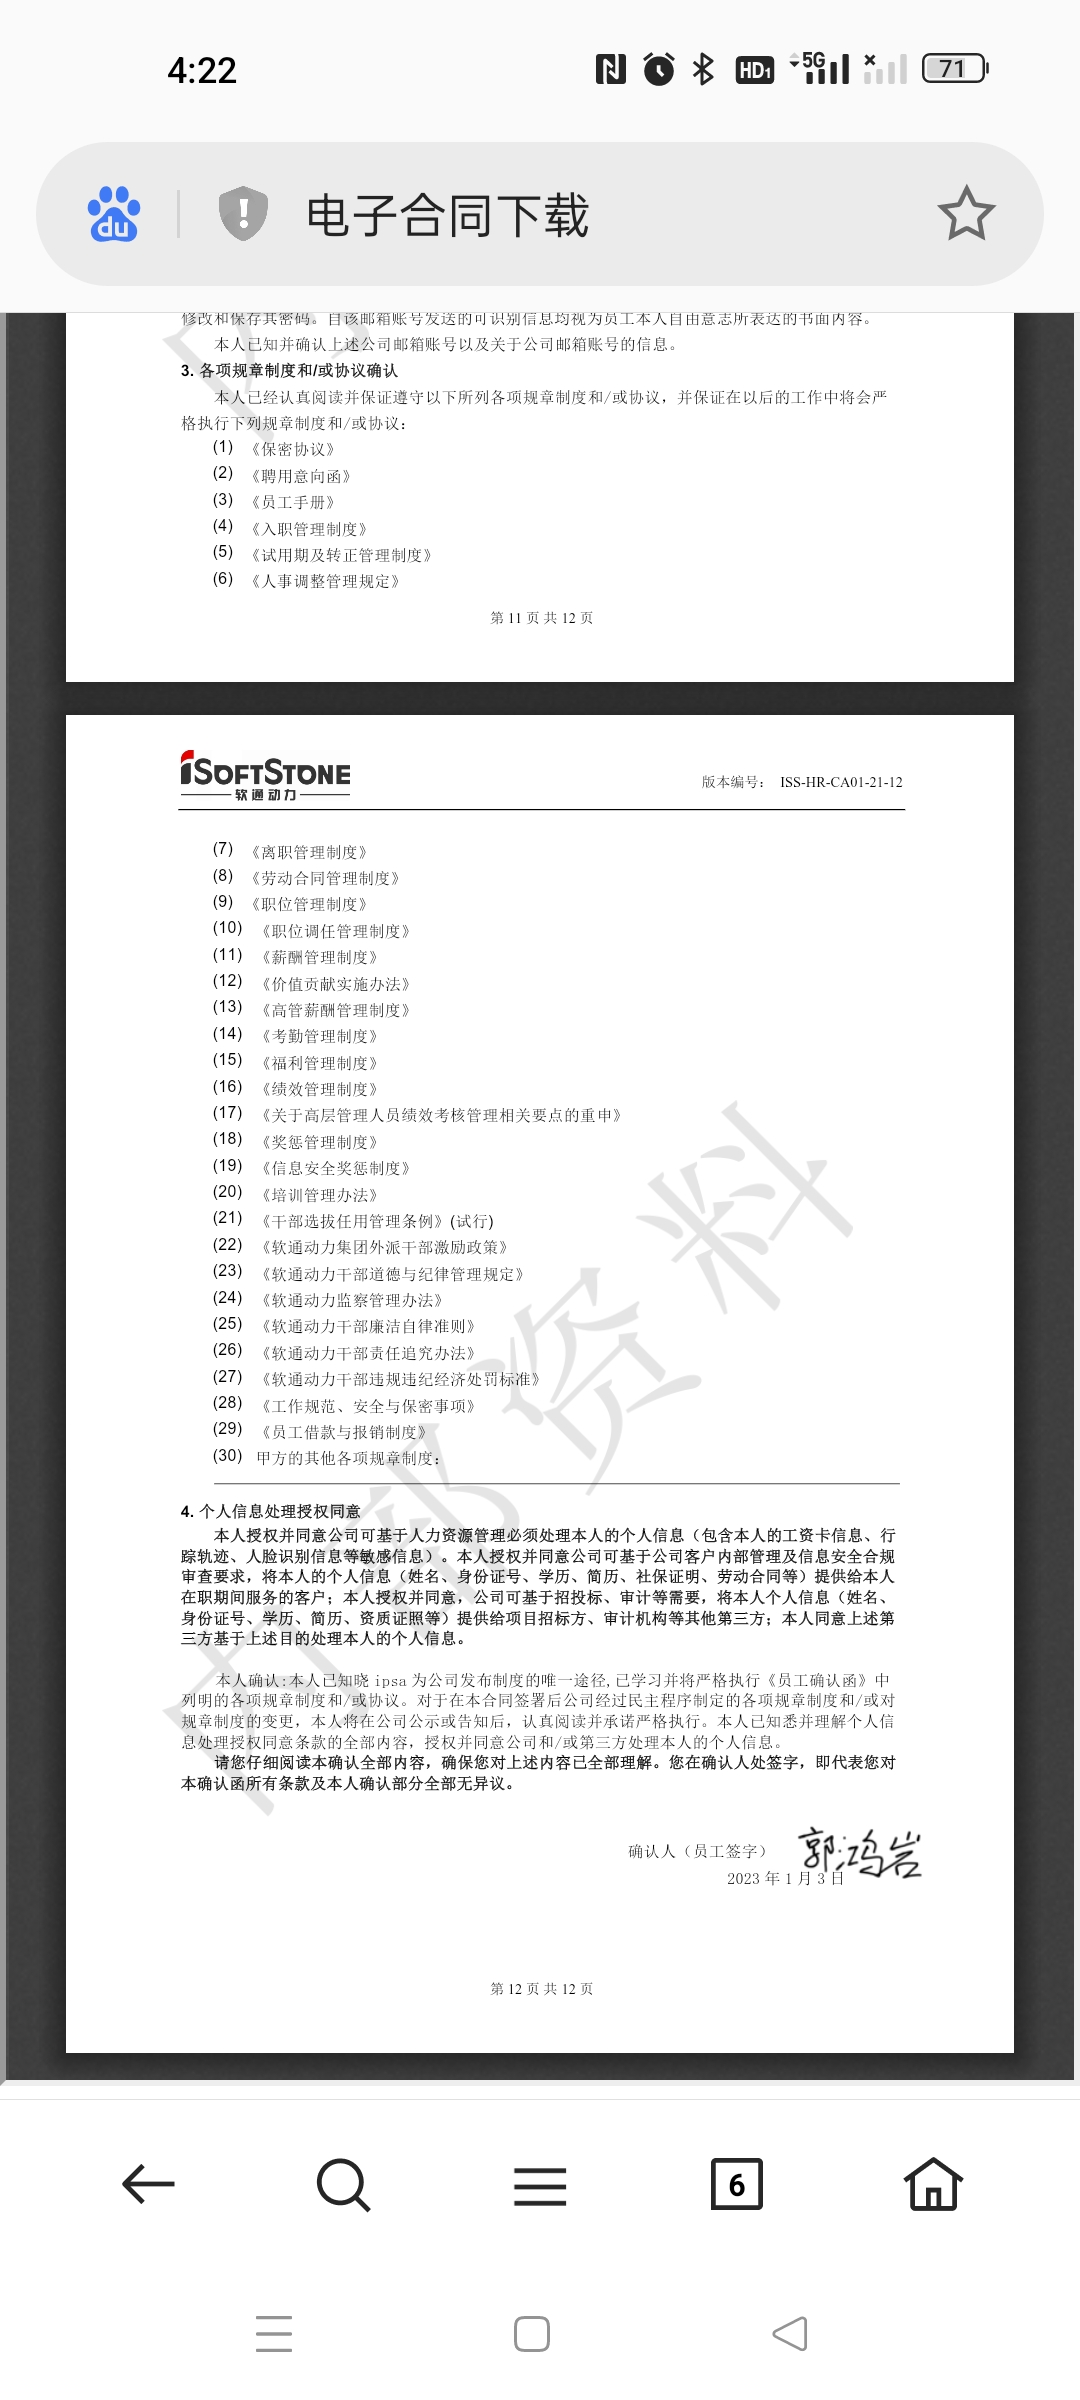 4:22
HD1
5G
71
du
电子合同下载
修改和保存其密码。自该邮箱账号发送的可识别信息均视为员工本人自由意志所表达的书面内容。
本人已知并确认上述公司邮箱账号以及关于公司邮箱账号的信息。
3. 各项规章制度和/或协议确认
本人已经认真阅读并保证遵守以下所列各项规章制度和/或协议，并保证在以后的工作中将会严
格执行下列规章制度和/或协议：
(1) 《保密协议》
(2) 《聘用意向函》
(3) 《员工手册》
(4) 《入职管理制度》
(5) 《试用期及转正管理制度》
(6) 《人事调整管理规定》
第 11 页 共 12 页
iSOFTSTONE
软通动力
版本编号： ISS-HR-CA01-21-12
(7) 《离职管理制度》
(8) 《劳动合同管理制度》
(9) 《职位管理制度》
(10) 《职位调任管理制度》
(11) 《薪酬管理制度》
(12) 《价值贡献实施办法》
(13) 《高管薪酬管理制度》
(14) 《考勤管理制度》
(15) 《福利管理制度》
(16) 《绩效管理制度》
(17) 《关于高层管理人员绩效考核管理相关要点的重申》
(18) 《奖惩管理制度》
(19) 《信息安全奖惩制度》
(20) 《培训管理办法》
(21) 《干部选拔任用管理条例》(试行)
(22) 《软通动力集团外派干部激励政策》
(23) 《软通动力干部道德与纪律管理规定》
(24) 《软通动力监察管理办法》
(25) 《软通动力干部廉洁自律准则》
(26) 《软通动力干部责任追究办法》
(27) 《软通动力干部违规违纪经济处罚标准》
(28) 《工作规范、安全与保密事项》
(29) 《员工借款与报销制度》
(30) 甲方的其他各项规章制度：
4. 个人信息处理授权同意
本人授权并同意公司可基于人力资源管理必须处理本人的个人信息（包含本人的工资卡信息、行
踪轨迹、人脸识别信息等敏感信息）。本人授权并同意公司可基于公司客户内部管理及信息安全合规
审查要求，将本人的个人信息（姓名、身份证号、学历、简历、社保证明、劳动合同等）提供给本人
在职期间服务的客户；本人授权并同意，公司可基于招投标、审计等需要，将本人个人信息（姓名、
身份证号、学历、简历、资质证照等）提供给项目招标方、审计机构等其他第三方；本人同意上述第
三方基于上述目的处理本人的个人信息。
本人确认:本人已知晓 ipsa 为公司发布制度的唯一途径,已学习并将严格执行《员工确认函》中
列明的各项规章制度和/或协议。对于在本合同签署后公司经过民主程序制定的各项规章制度和/或对
规章制度的变更，本人将在公司公示或告知后，认真阅读并承诺严格执行。本人已知悉并理解个人信
息处理授权同意条款的全部内容，授权并同意公司和/或第三方处理本人的个人信息。
请您仔细阅读本确认全部内容，确保您对上述内容已全部理解。您在确认人处签字，即代表您对
本确认函所有条款及本人确认部分全部无异议。
确认人（员工签字） 郭鸿岩
2023 年 1 月 3 日
第 12 页 共 12 页
内部资料
6